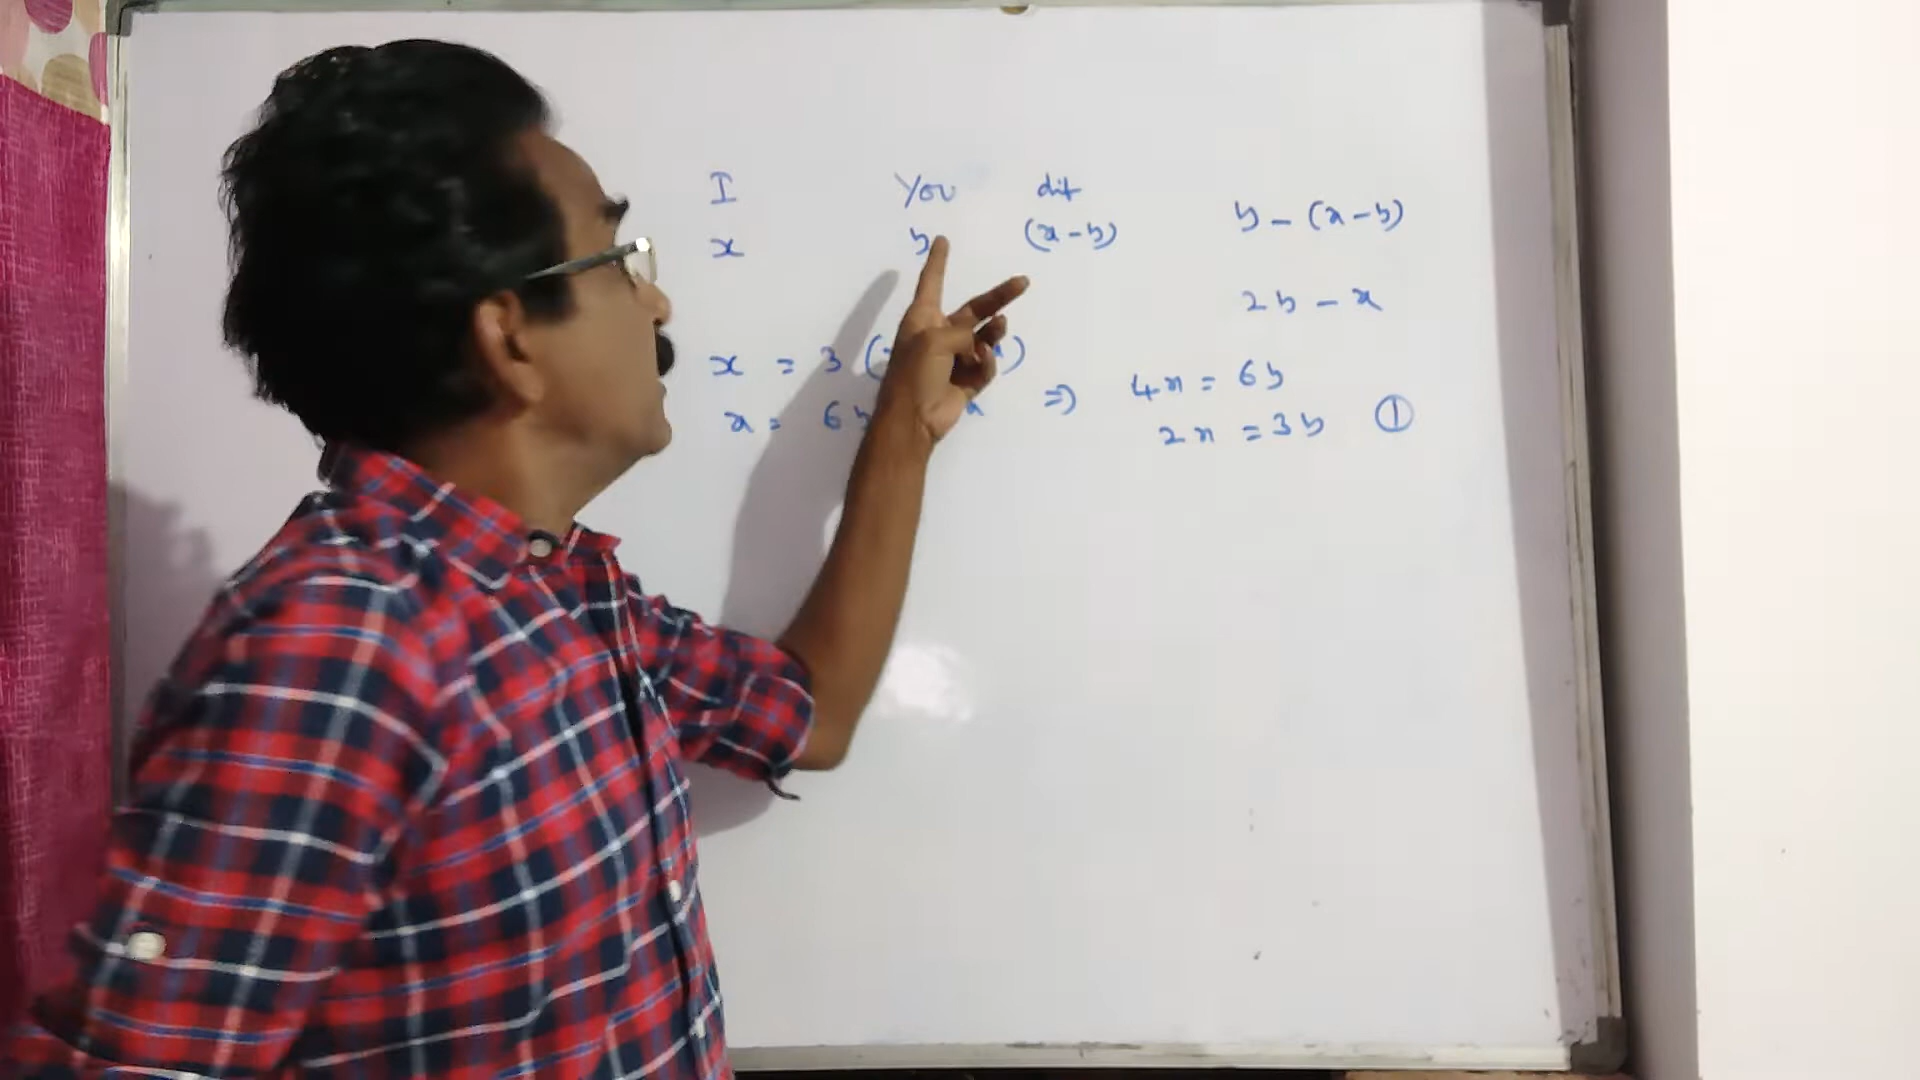 I You dif
x y (x-y) y - (x-y)
2y - x
x = 3 ( )
x = 6y x => 4x = 6y
2x = 3y ①